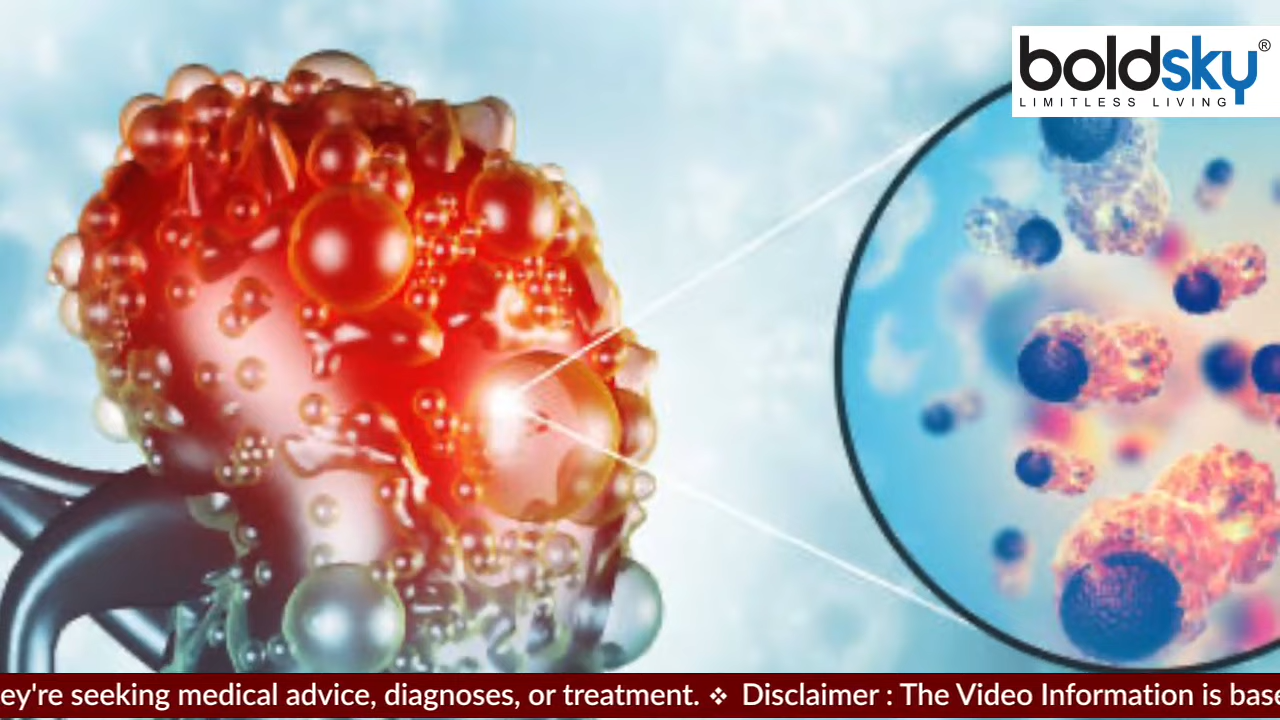 boldsky®
LIMITLESS LIVING
ey're seeking medical advice, diagnoses, or treatment. ❖ Disclaimer : The Video Information is base